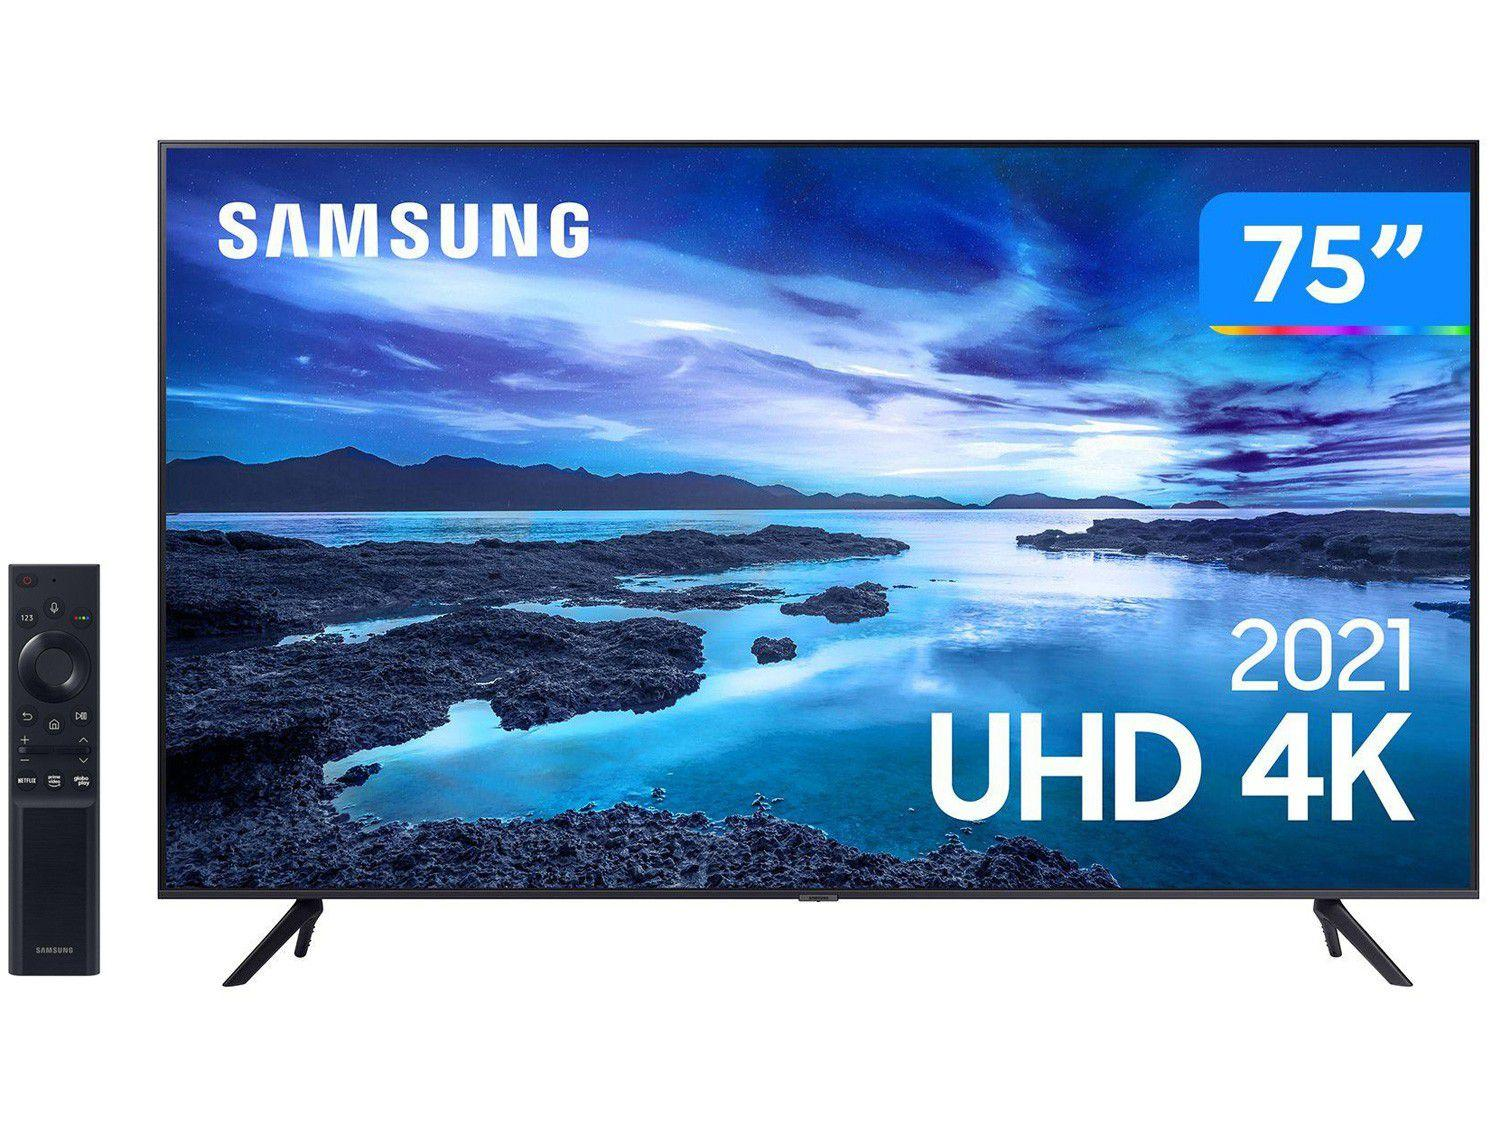 SAMSUNG
75”
2021
UHD 4K
123
NETFLIX
prime video
globo play
SAMSUNG